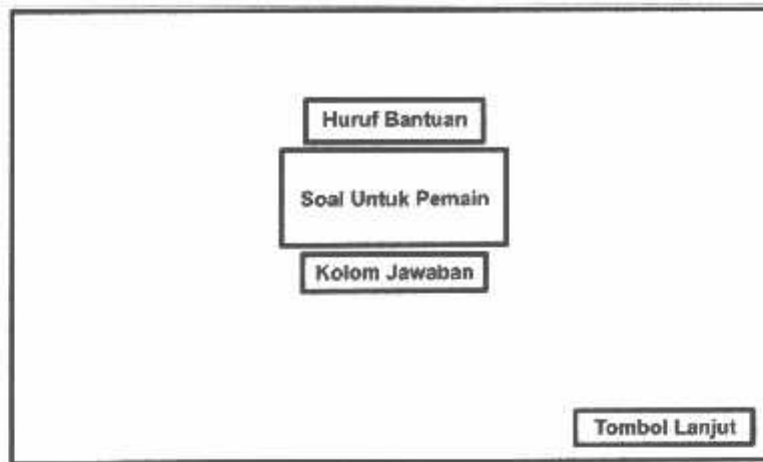 Huruf Bantuan
Soal Untuk Pemain
Kolom Jawaban
Tombol Lanjut